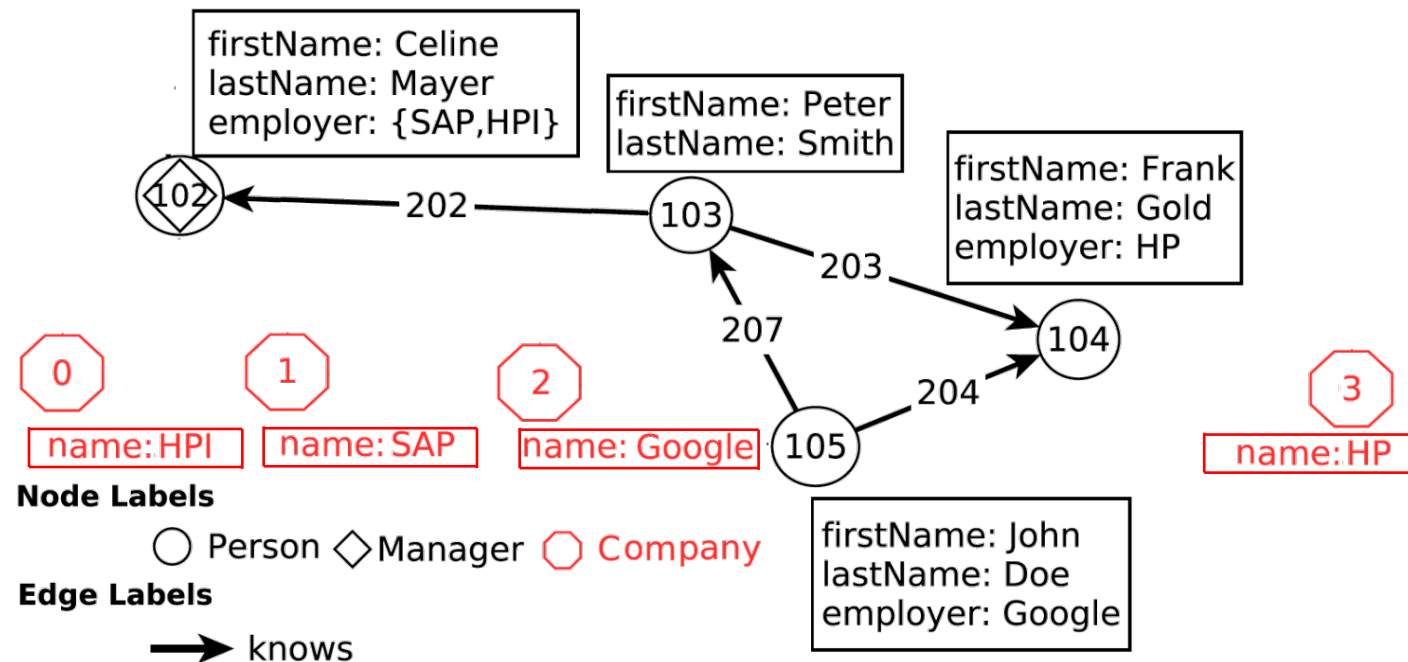 firstName: Celine
lastName: Mayer
employer: {SAP,HPI}
firstName: Peter
lastName: Smith
firstName: Frank
lastName: Gold
employer: HP
102
202
103
203
207
104
204
105
0
1
2
3
name:HPI
name:SAP
name: Google
name:HP
Node Labels
Person Manager Company
firstName: John
lastName: Doe
employer: Google
Edge Labels
knows